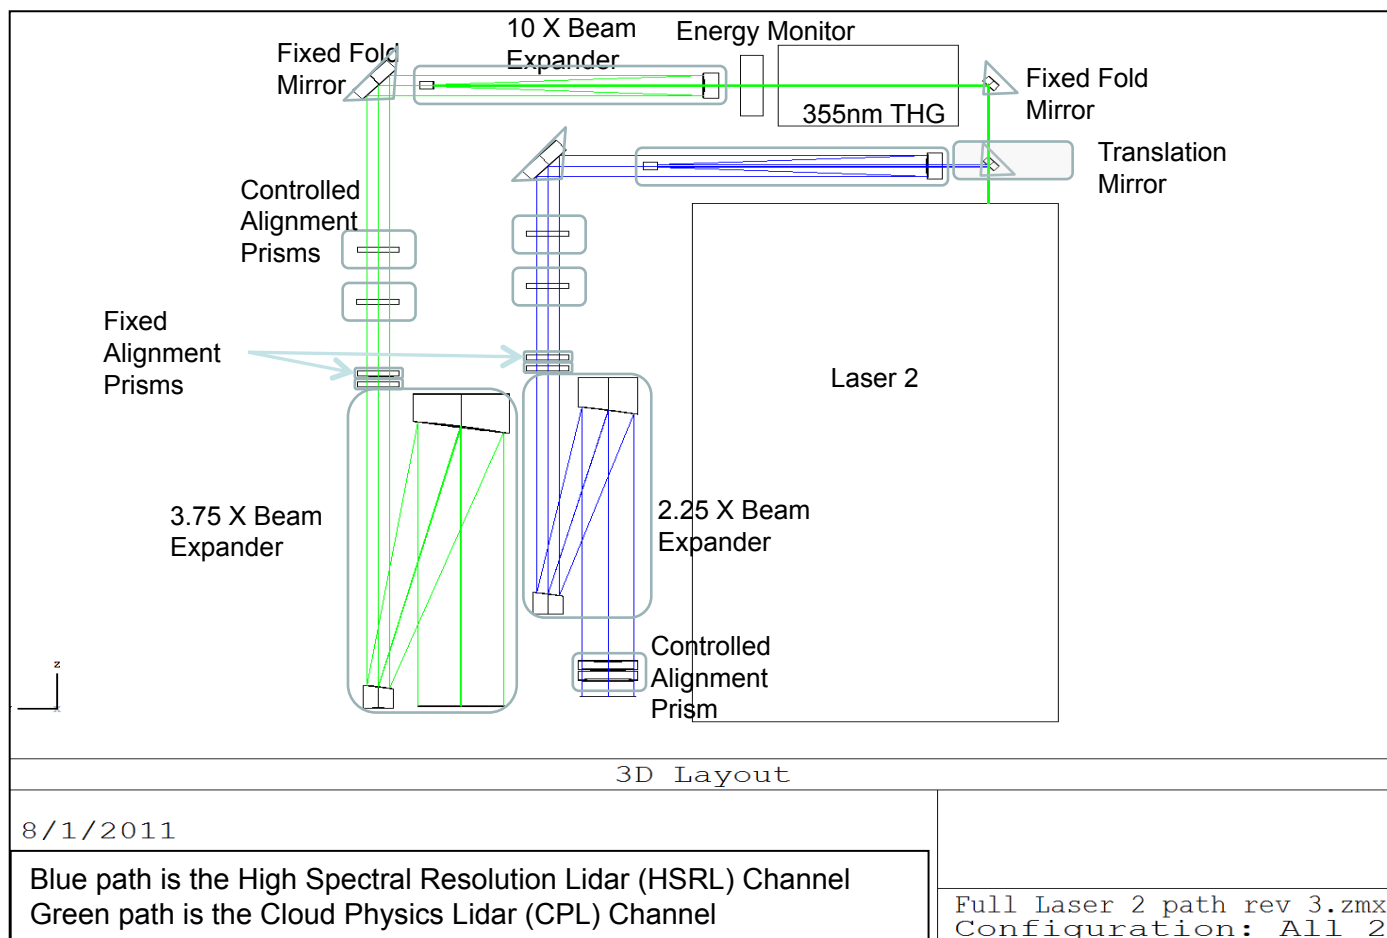 10 X Beam
Expander
Energy Monitor
Fixed Fold
Mirror
355nm THG
Fixed Fold
Mirror
Translation
Mirror
Controlled
Alignment
Prisms
Fixed
Alignment
Prisms
Laser 2
3.75 X Beam
Expander
2.25 X Beam
Expander
Controlled
Alignment
Prism
z
3D Layout
8/1/2011
Blue path is the High Spectral Resolution Lidar (HSRL) Channel
Green path is the Cloud Physics Lidar (CPL) Channel
Full Laser 2 path rev 3.zmx
Configuration: All 2